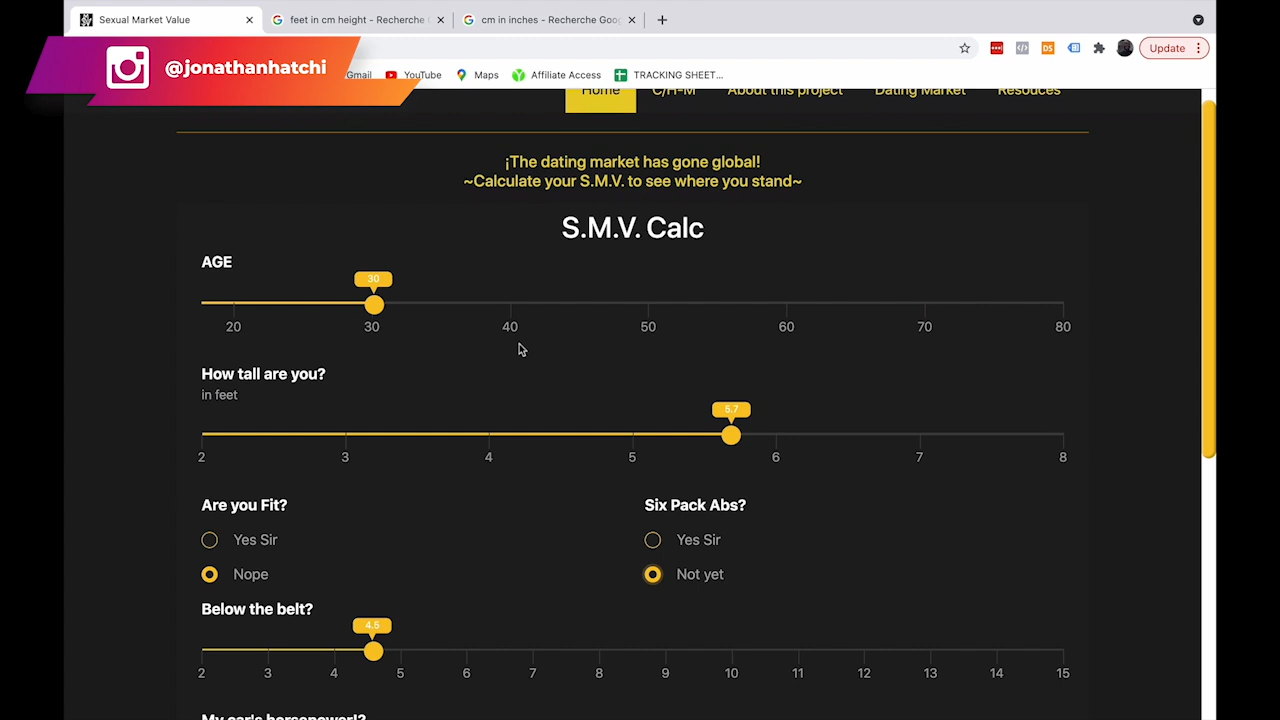 Sexual Market Value
feet in cm height - Recherche G
cm in inches - Recherche Goo
@jonathanhatchi
Update
Gmail
YouTube
Maps
Affiliate Access
TRACKING SHEET...
DS
Home
C/H-M
About this project
Dating Market
Resouces
¡The dating market has gone global!
~Calculate your S.M.V. to see where you stand~
S.M.V. Calc
AGE
30
20 30 40 50 60 70 80
How tall are you?
in feet
5.7
2 3 4 5 6 7 8
Are you Fit?
Six Pack Abs?
Yes Sir
Yes Sir
Nope
Not yet
Below the belt?
4.5
2 3 4 5 6 7 8 9 10 11 12 13 14 15
My car's horsepower!?